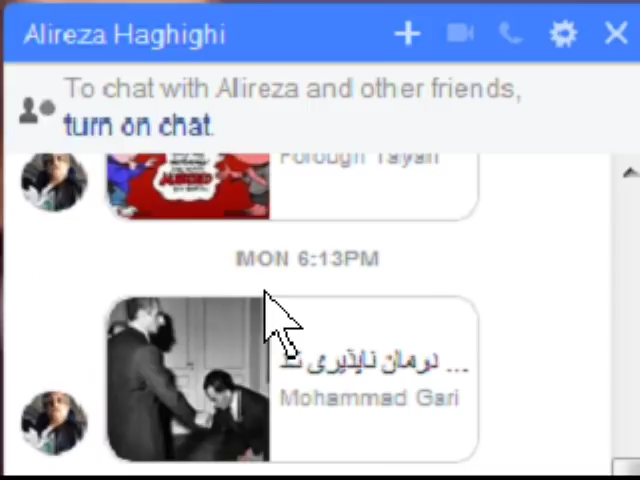 Alireza Haghighi
To chat with Alireza and other friends,
turn on chat.
Forough Taiyari
MON 6:13PM
درمان ناپذیری ...
Mohammad Gari